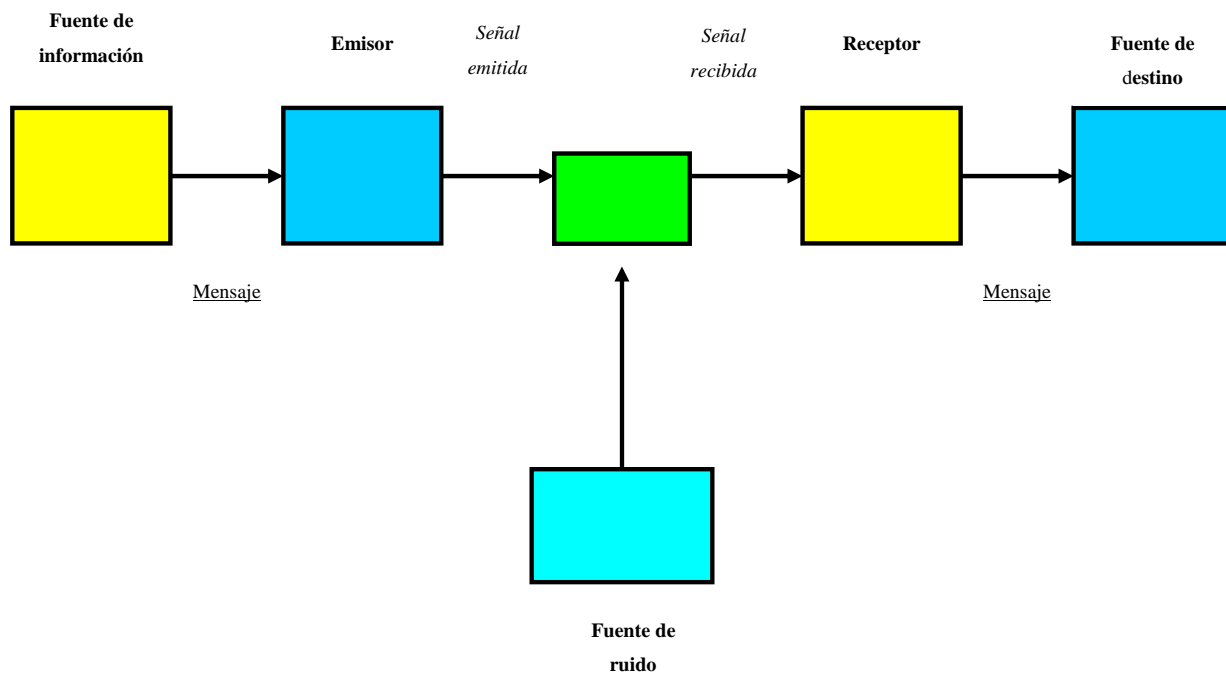 Fuente de
información
Emisor
Señal
emitida
Señal
recibida
Receptor
Fuente de
destino
Mensaje
Mensaje
Fuente de
ruido